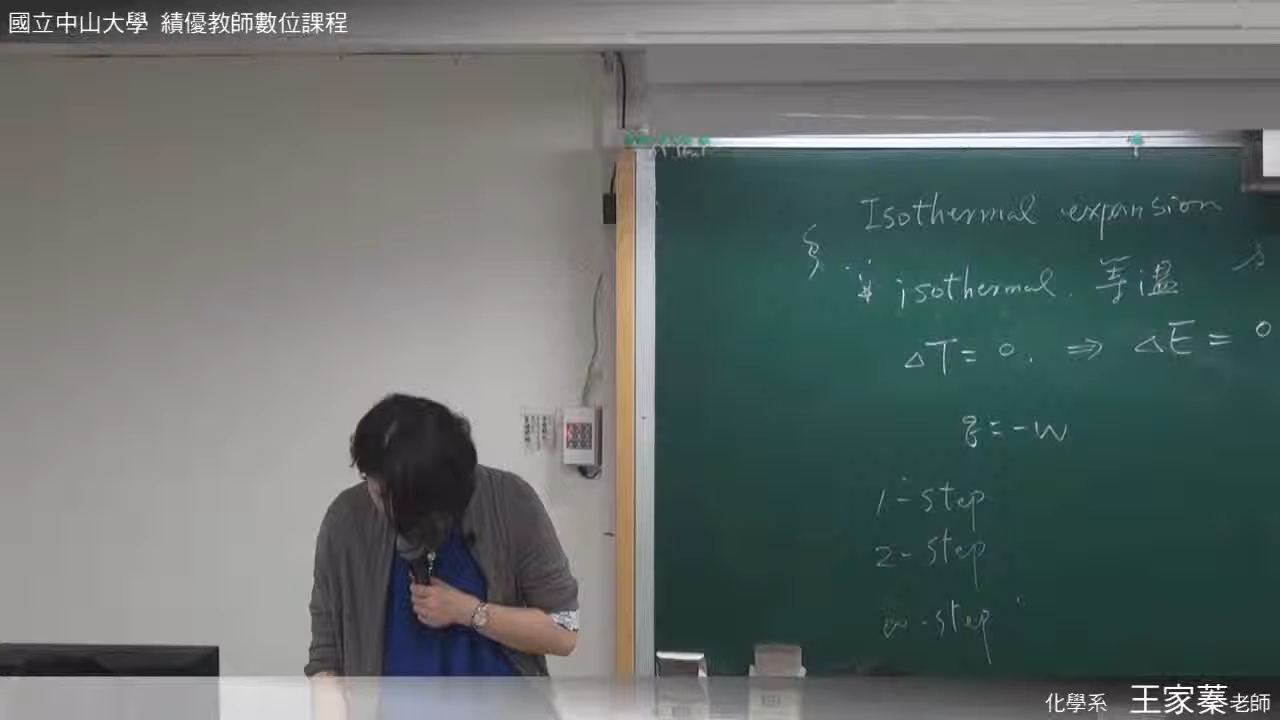 國立中山大學 績優教師數位課程
Isothermal expansion
isothermal. 等溫
ΔT = 0. ⇒ ΔE = 0
q = -w
1-step
2-step
∞-step
化學系 王家蓁老師